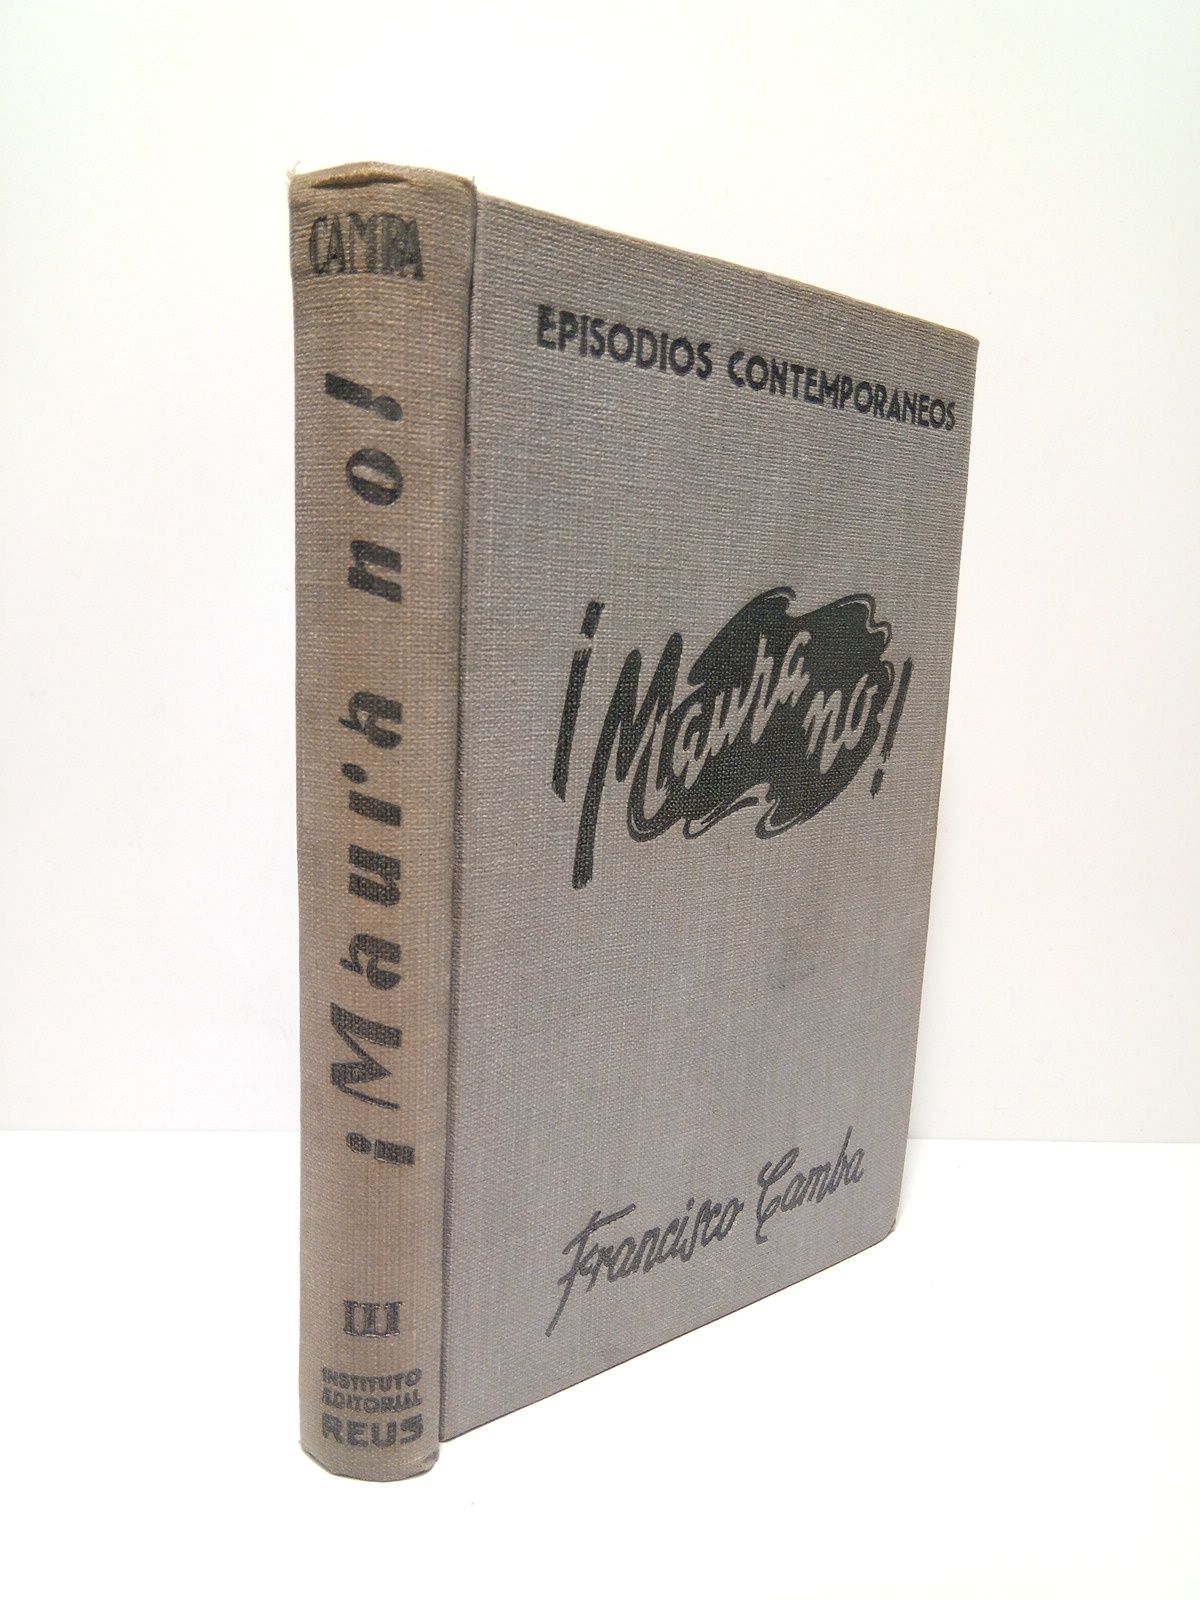 CAMBA
¡Maura no!
III
INSTITUTO
EDITORIAL
REUS
EPISODIOS CONTEMPORANEOS
¡Maura no!
Francisco Camba